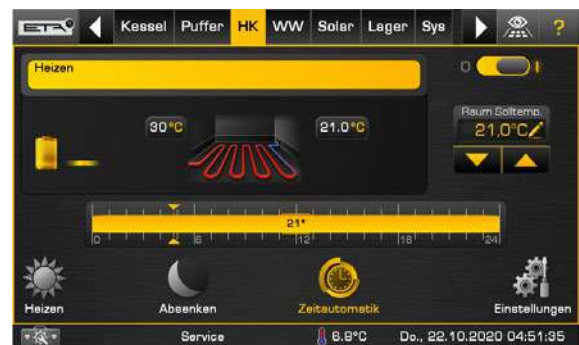 ETA Kessel Puffer HK WW Solar Lager Sys ?
Heizen
0 I
Raum Solltemp.
30°C 21.0°C 21.0°C
21°
0 6 12 18 24
Heizen Absenken Zeitautomatik Einstellungen
Service 6.9°C Do., 22.10.2020 04:51:35